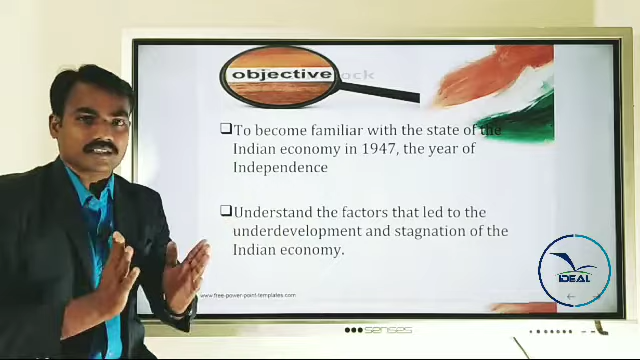 objective
ock
To become familiar with the state of the
Indian economy in 1947, the year of
Independence
Understand the factors that led to the
underdevelopment and stagnation of the
Indian economy.
www.free-power-point-templates.com
IDEAL
senses